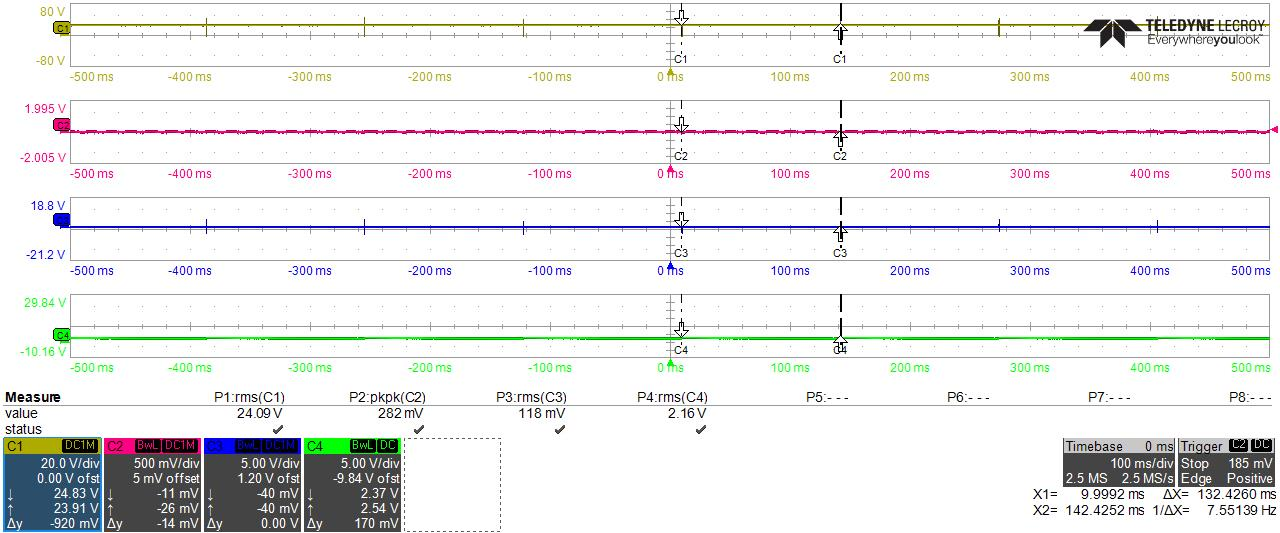 80 V
C1
-80 V
C1
C1
TELEDYNE LECROY
Everywhereyoulook
-500 ms -400 ms -300 ms -200 ms -100 ms 0 ms 100 ms 200 ms 300 ms 400 ms 500 ms
1.995 V
C2
-2.005 V
C2
C2
-500 ms -400 ms -300 ms -200 ms -100 ms 0 ms 100 ms 200 ms 300 ms 400 ms 500 ms
18.8 V
-21.2 V
C3
C3
-500 ms -400 ms -300 ms -200 ms -100 ms 0 ms 100 ms 200 ms 300 ms 400 ms 500 ms
29.84 V
C4
-10.16 V
C4
C4
-500 ms -400 ms -300 ms -200 ms -100 ms 0 ms 100 ms 200 ms 300 ms 400 ms 500 ms
Measure P1:rms(C1) P2:pkpk(C2) P3:rms(C3) P4:rms(C4) P5:- - - P6:- - - P7:- - - P8:- - -
value 24.09 V 282 mV 118 mV 2.16 V
status
C1 DC1M C2 BwL DC1M C3 BwL DC1M C4 BwL DC
20.0 V/div 500 mV/div 5.00 V/div 5.00 V/div
0.00 V ofst 5 mV offset 1.20 V ofst -9.84 V ofst
↓ 24.83 V ↓ -11 mV ↓ -40 mV ↓ 2.37 V
↑ 23.91 V ↑ -26 mV ↑ -40 mV ↑ 2.54 V
Δy -920 mV Δy -14 mV Δy 0.00 V Δy 170 mV
Timebase 0 ms Trigger C2 DC
100 ms/div Stop 185 mV
2.5 MS 2.5 MS/s Edge Positive
X1= 9.9992 ms ΔX= 132.4260 ms
X2= 142.4252 ms 1/ΔX= 7.55139 Hz